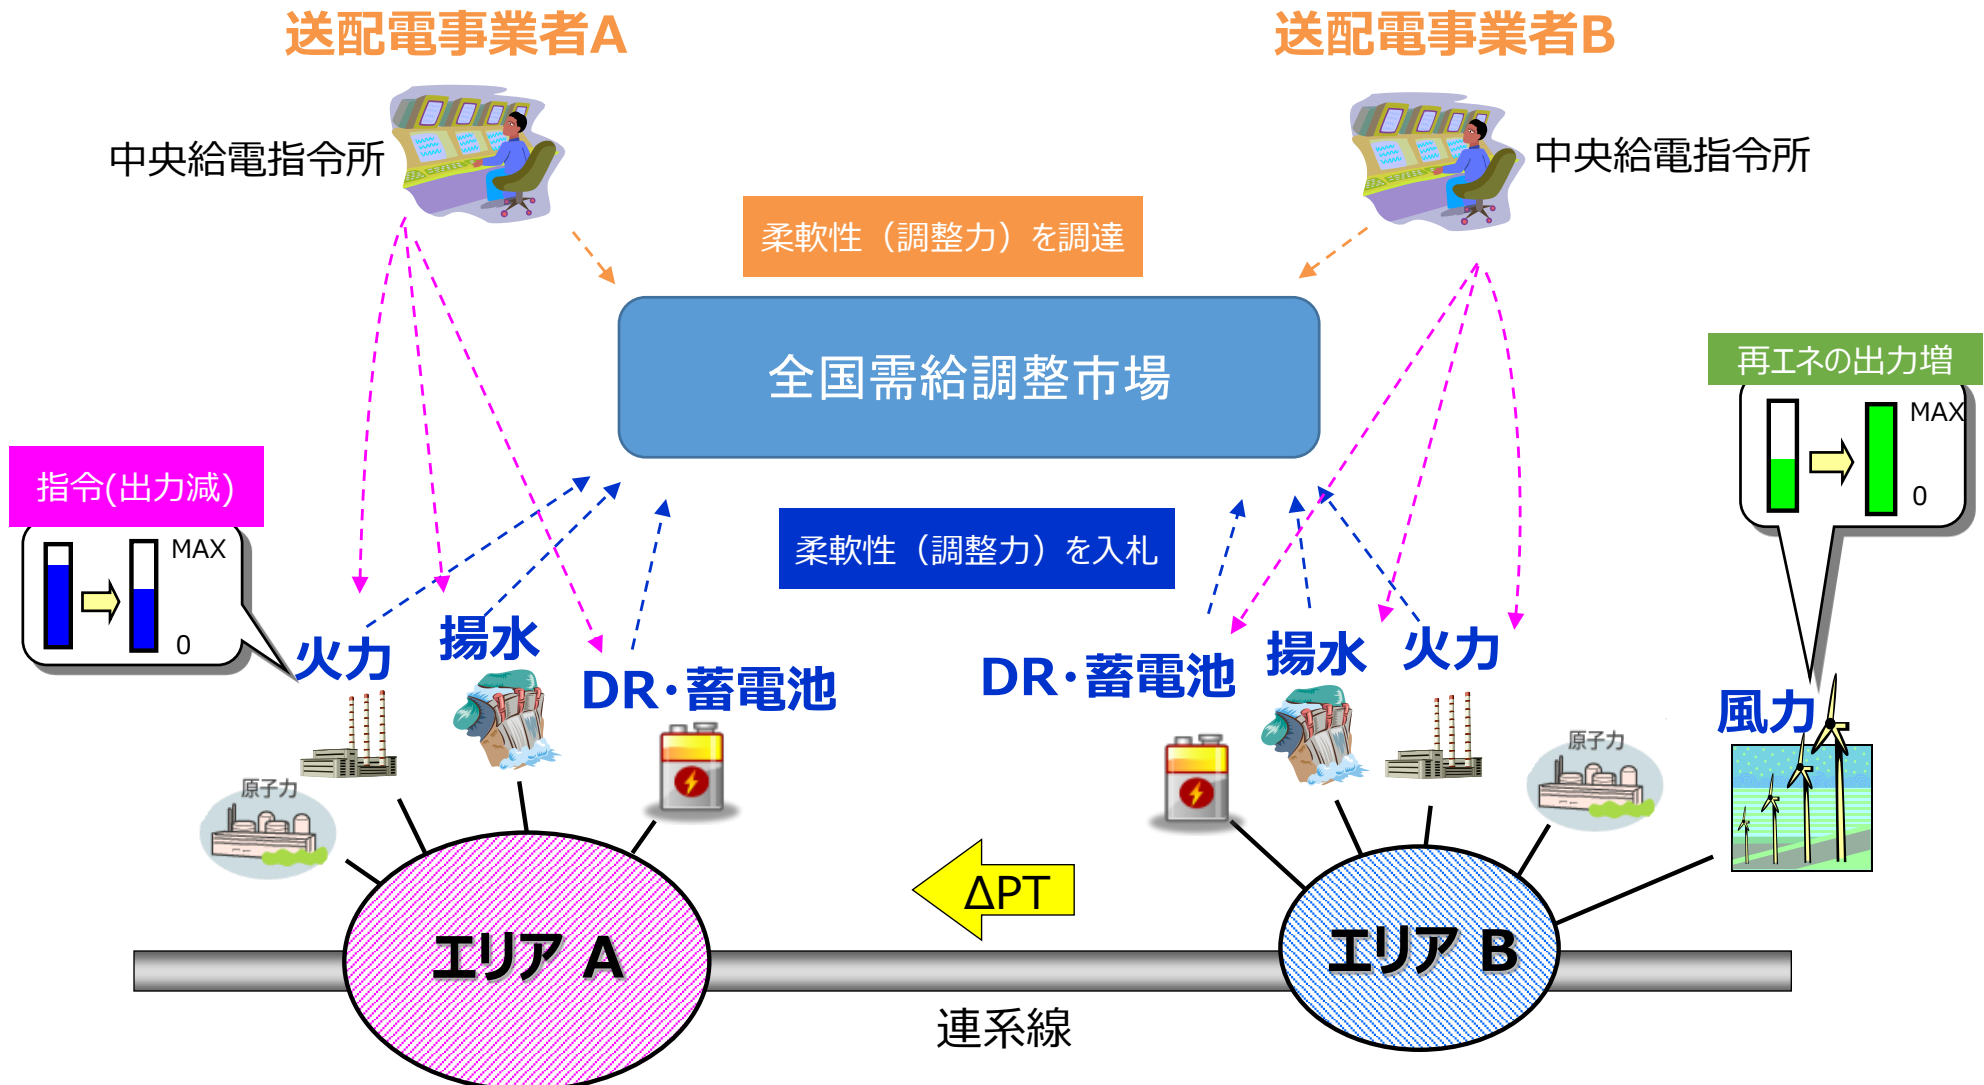 送配電事業者A
送配電事業者B
中央給電指令所
中央給電指令所
柔軟性（調整力）を調達
全国需給調整市場
再エネの出力増
MAX
0
指令(出力減)
MAX
0
柔軟性（調整力）を入札
火力
揚水
DR・蓄電池
DR・蓄電池
揚水
火力
風力
原子力
原子力
ΔPT
エリア A
エリア B
連系線